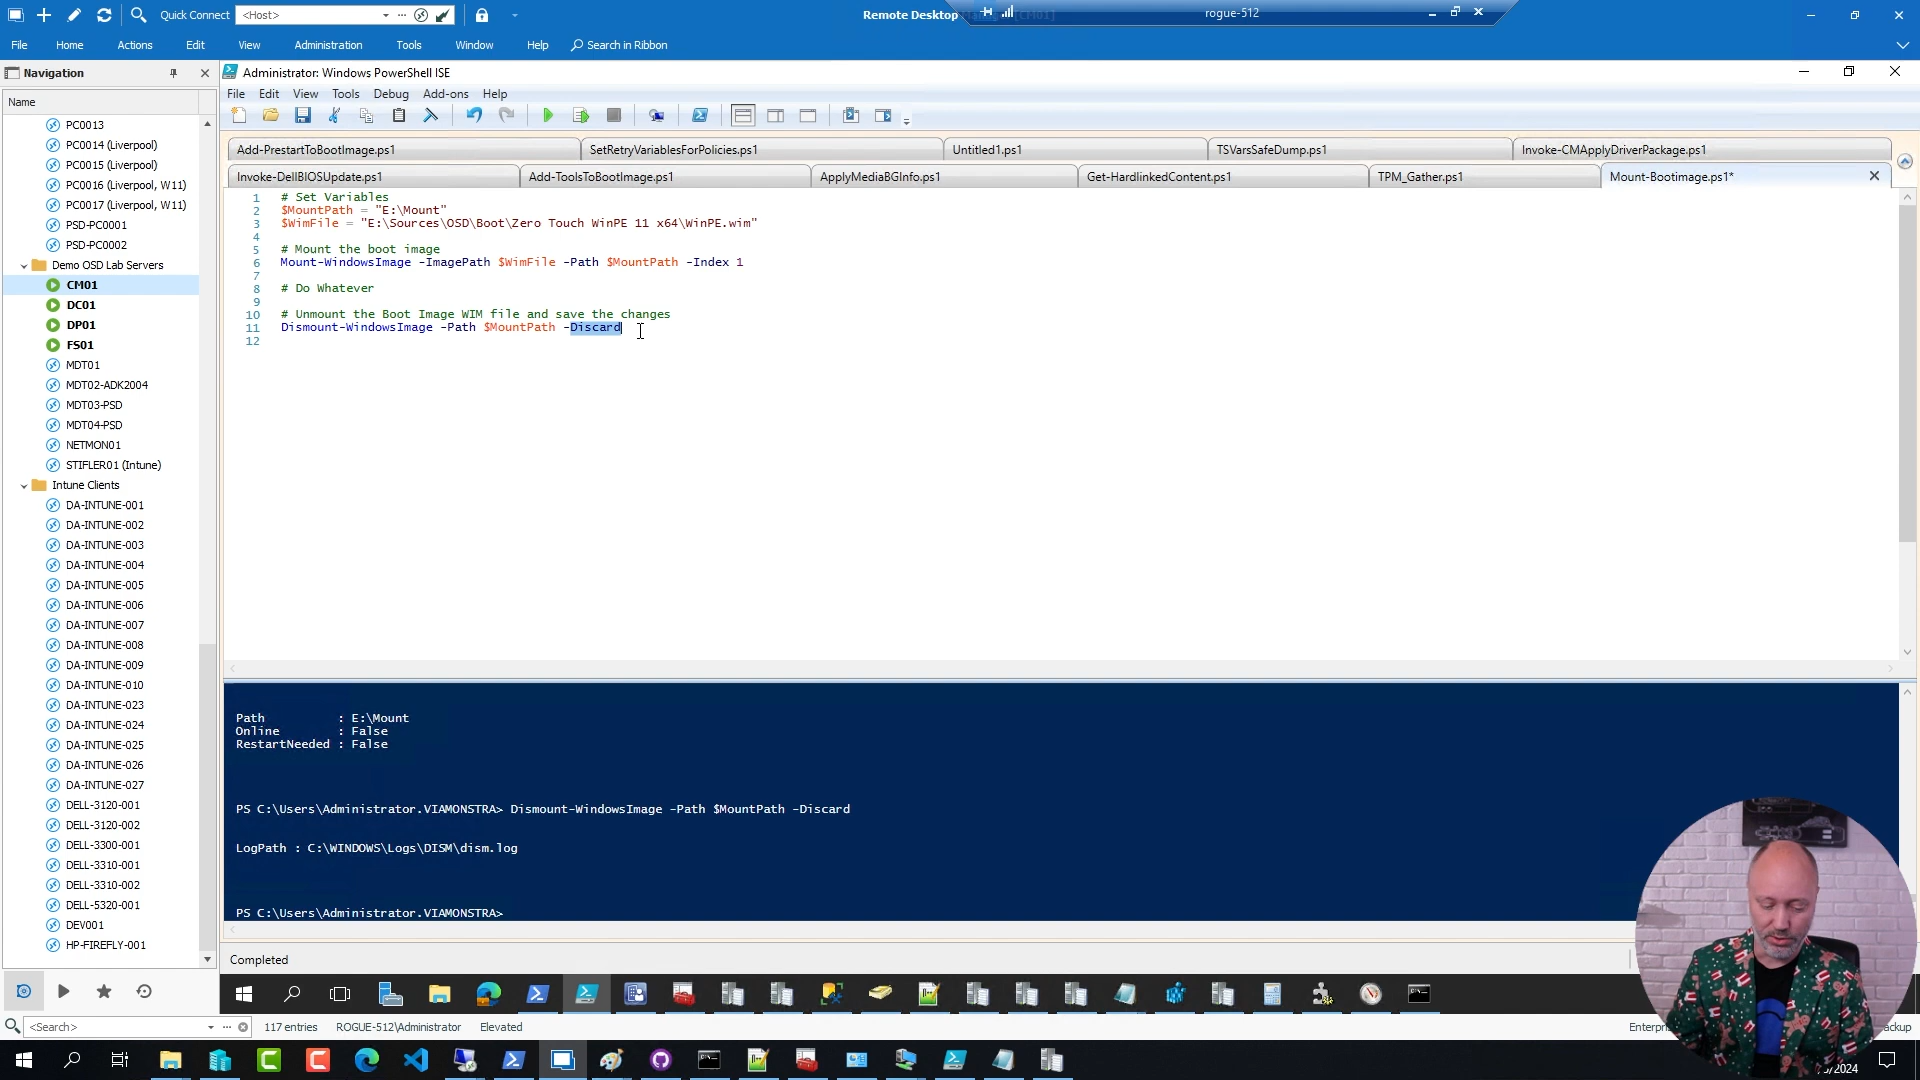 Quick Connect
<Host>
Remote Desktop
[CM01]
rogue-512
File
Home
Actions
Edit
View
Administration
Tools
Window
Help
Search in Ribbon
Navigation
Name
PC0013
PC0014 (Liverpool)
PC0015 (Liverpool)
PC0016 (Liverpool, W11)
PC0017 (Liverpool, W11)
PSD-PC0001
PSD-PC0002
Demo OSD Lab Servers
CM01
DC01
DP01
FS01
MDT01
MDT02-ADK2004
MDT03-PSD
MDT04-PSD
NETMON01
STIFLER01 (Intune)
Intune Clients
DA-INTUNE-001
DA-INTUNE-002
DA-INTUNE-003
DA-INTUNE-004
DA-INTUNE-005
DA-INTUNE-006
DA-INTUNE-007
DA-INTUNE-008
DA-INTUNE-009
DA-INTUNE-010
DA-INTUNE-023
DA-INTUNE-024
DA-INTUNE-025
DA-INTUNE-026
DA-INTUNE-027
DELL-3120-001
DELL-3120-002
DELL-3300-001
DELL-3310-001
DELL-3310-002
DELL-5320-001
DEV001
HP-FIREFLY-001
Administrator: Windows PowerShell ISE
File Edit View Tools Debug Add-ons Help
Add-PrestartToBootImage.ps1
SetRetryVariablesForPolicies.ps1
Untitled1.ps1
TSVarsSafeDump.ps1
Invoke-CMApplyDriverPackage.ps1
Invoke-DellBIOSUpdate.ps1
Add-ToolsToBootImage.ps1
ApplyMediaBGInfo.ps1
Get-HardlinkedContent.ps1
TPM_Gather.ps1
Mount-Bootimage.ps1*
1 # Set Variables
2 $MountPath = "E:\Mount"
3 $WimFile = "E:\Sources\OSD\Boot\Zero Touch WinPE 11 x64\WinPE.wim"
4
5 # Mount the boot image
6 Mount-WindowsImage -ImagePath $WimFile -Path $MountPath -Index 1
7
8 # Do Whatever
9
10 # Unmount the Boot Image WIM file and save the changes
11 Dismount-WindowsImage -Path $MountPath -Discard
12
Path : E:\Mount
Online : False
RestartNeeded : False
PS C:\Users\Administrator.VIAMONSTRA> Dismount-WindowsImage -Path $MountPath -Discard
LogPath : C:\WINDOWS\Logs\DISM\dism.log
PS C:\Users\Administrator.VIAMONSTRA>
Completed
<Search>
117 entries
ROGUE-512\Administrator
Elevated